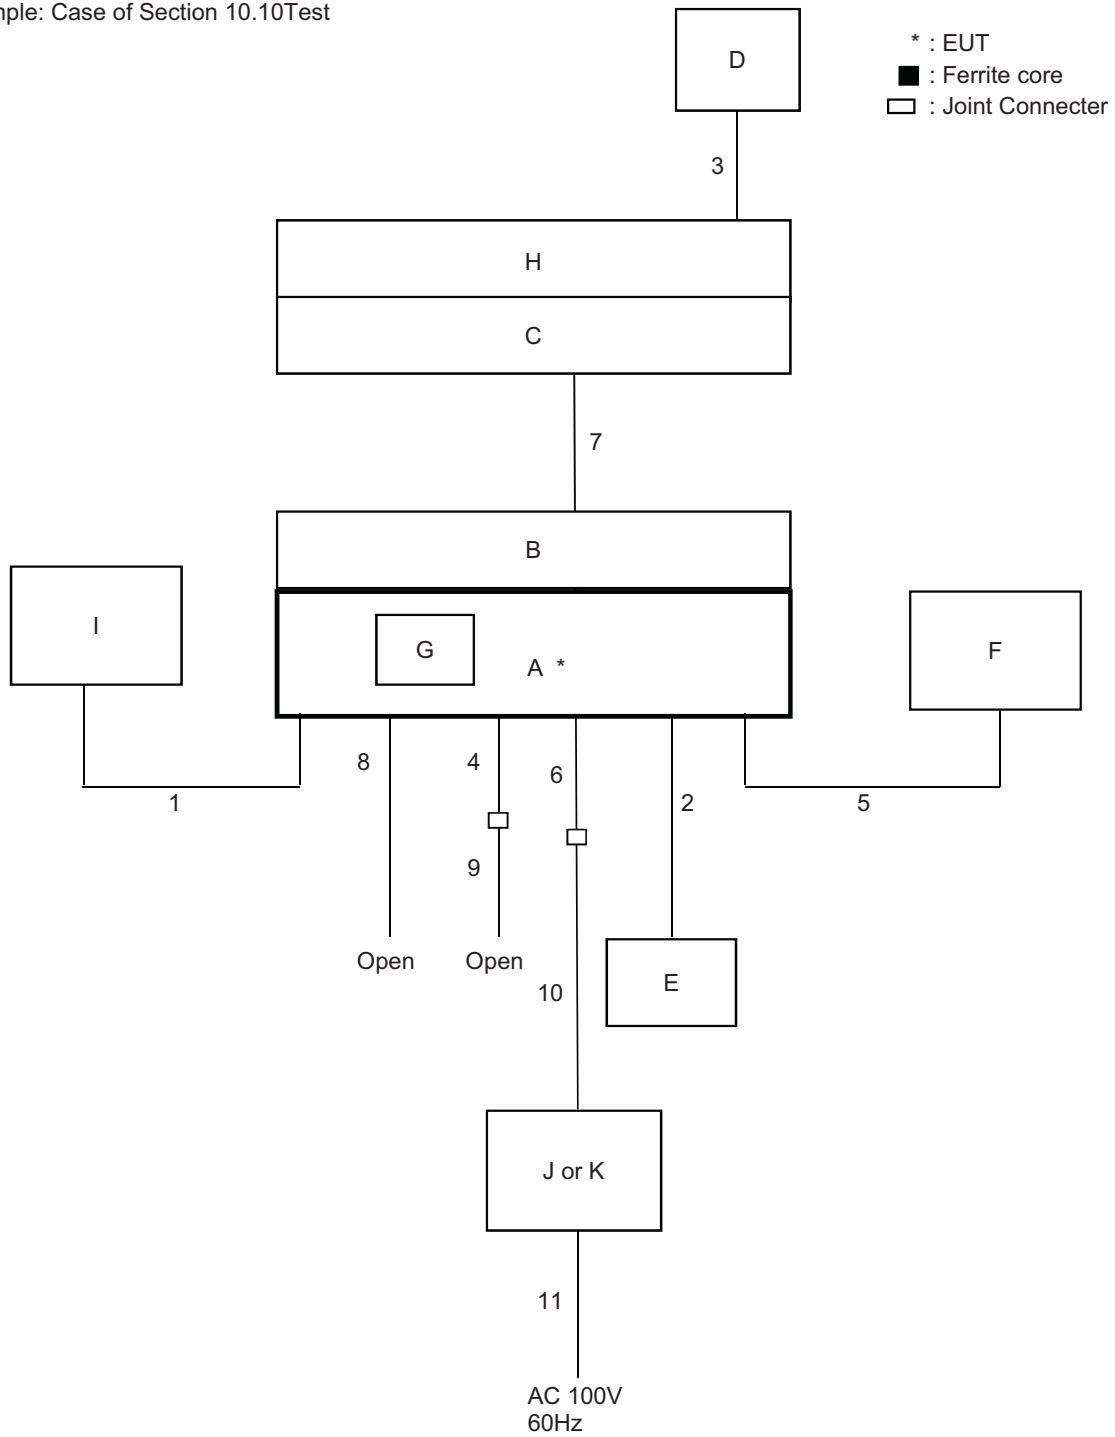 Case of Section 10.10Test
* : EUT
: Ferrite core
: Joint Connecter
D
3
H
C
7
B
I
G
A *
F
8
4
6
2
1
5
9
Open
Open
10
E
J or K
11
AC 100V
60Hz